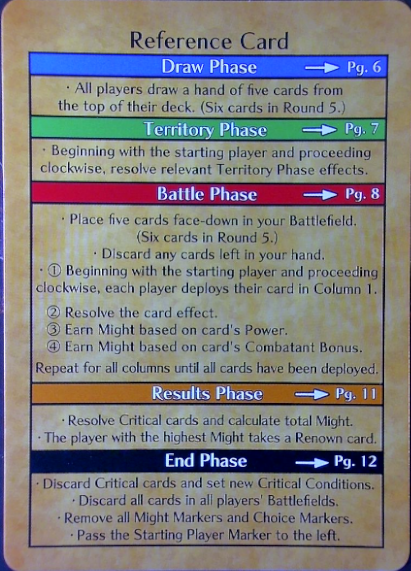 Reference Card
Draw Phase → Pg. 6
· All players draw a hand of five cards from
the top of their deck. (Six cards in Round 5.)
Territory Phase → Pg. 7
· Beginning with the starting player and proceeding
clockwise, resolve relevant Territory Phase effects.
Battle Phase → Pg. 8
· Place five cards face-down in your Battlefield.
(Six cards in Round 5.)
· Discard any cards left in your hand.
· ① Beginning with the starting player and proceeding
clockwise, each player deploys their card in Column 1.
② Resolve the card effect.
③ Earn Might based on card's Power.
④ Earn Might based on card's Combatant Bonus.
Repeat for all columns until all cards have been deployed.
Results Phase → Pg. 11
· Resolve Critical cards and calculate total Might.
· The player with the highest Might takes a Renown card.
End Phase → Pg. 12
· Discard Critical cards and set new Critical Conditions.
· Discard all cards in all players' Battlefields.
· Remove all Might Markers and Choice Markers.
· Pass the Starting Player Marker to the left.